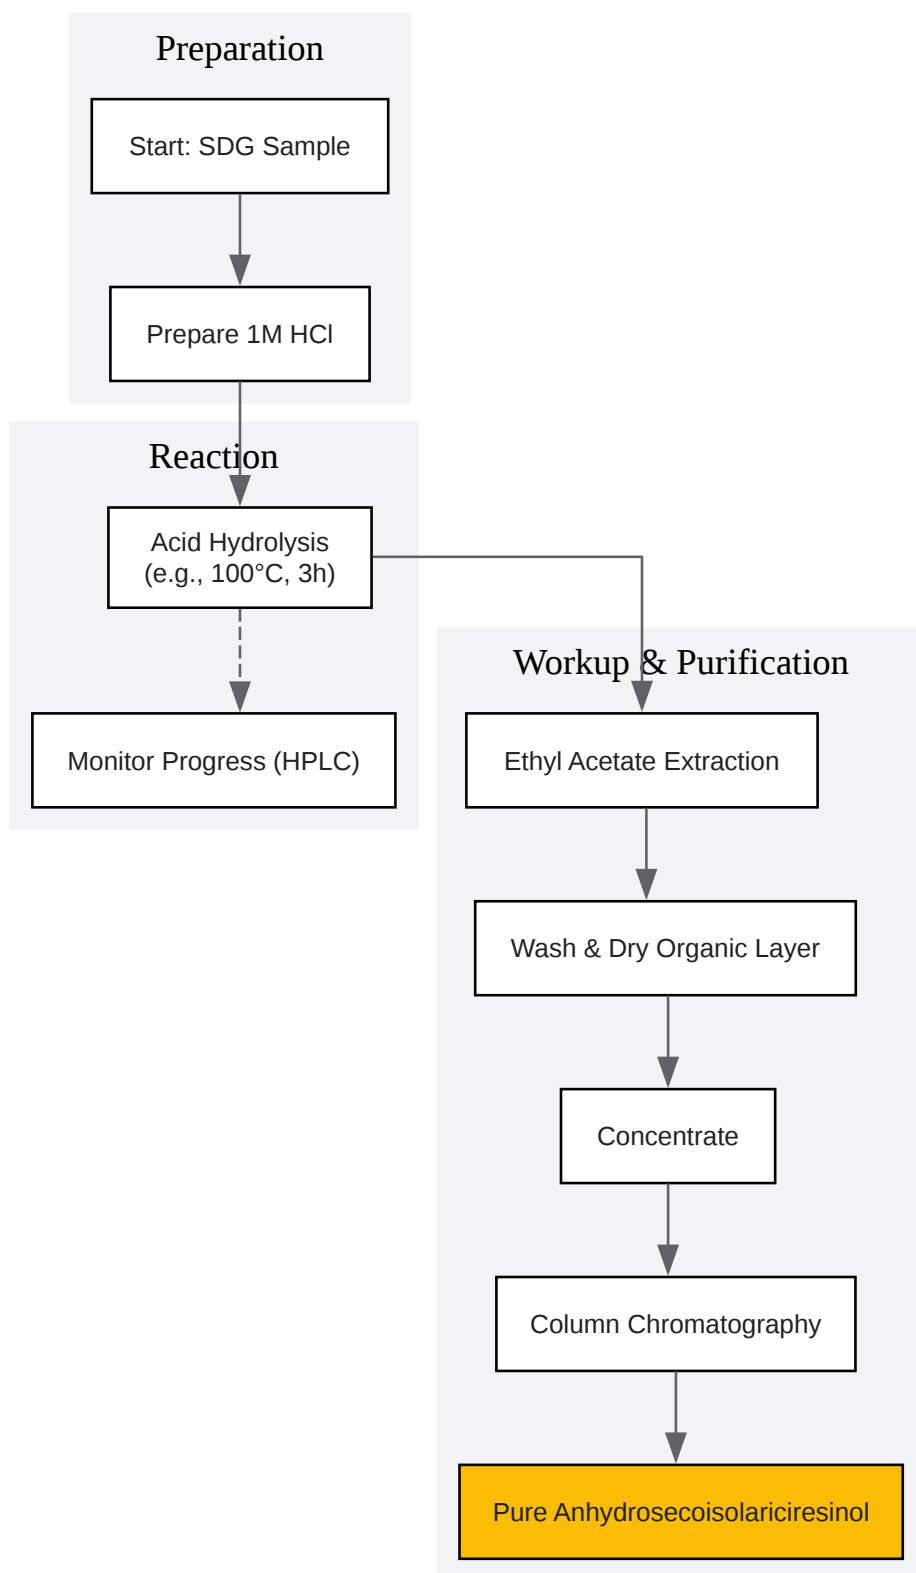 Preparation
Start: SDG Sample
Prepare 1M HCl
Reaction
Acid Hydrolysis
(e.g., 100°C, 3h)
Monitor Progress (HPLC)
Workup & Purification
Ethyl Acetate Extraction
Wash & Dry Organic Layer
Concentrate
Column Chromatography
Pure Anhydrosecoisolariciresinol